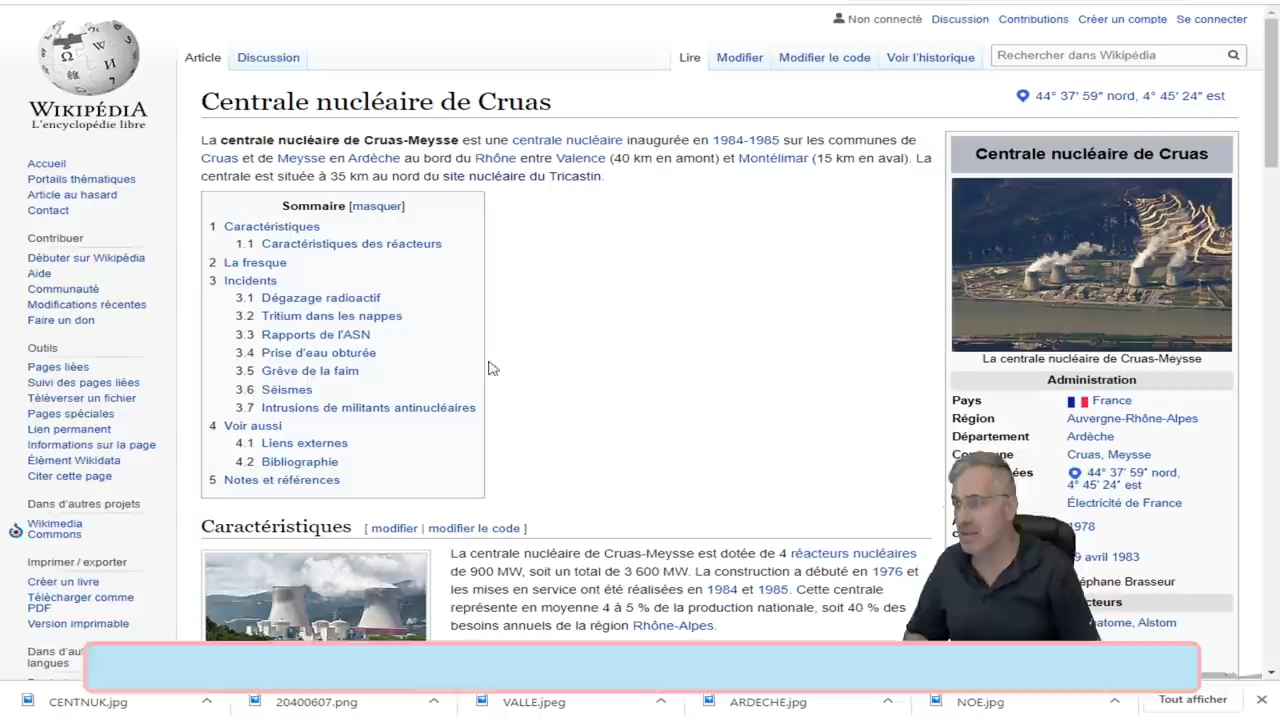 Non connecté Discussion Contributions Créer un compte Se connecter
WIKIPÉDIA
L'encyclopédie libre
Article Discussion Lire Modifier Modifier le code Voir l'historique Rechercher dans Wikipédia
Centrale nucléaire de Cruas
44° 37′ 59″ nord, 4° 45′ 24″ est
La centrale nucléaire de Cruas-Meysse est une centrale nucléaire inaugurée en 1984-1985 sur les communes de
Cruas et de Meysse en Ardèche au bord du Rhône entre Valence (40 km en amont) et Montélimar (15 km en aval). La
centrale est située à 35 km au nord du site nucléaire du Tricastin.
Accueil
Portails thématiques
Article au hasard
Contact
Contribuer
Débuter sur Wikipédia
Aide
Communauté
Modifications récentes
Faire un don
Outils
Pages liées
Suivi des pages liées
Téléverser un fichier
Pages spéciales
Lien permanent
Informations sur la page
Élément Wikidata
Citer cette page
Dans d'autres projets
Wikimedia
Commons
Imprimer / exporter
Créer un livre
Télécharger comme
PDF
Version imprimable
langues
Sommaire [masquer]
1 Caractéristiques
1.1 Caractéristiques des réacteurs
2 La fresque
3 Incidents
3.1 Dégazage radioactif
3.2 Tritium dans les nappes
3.3 Rapports de l'ASN
3.4 Prise d'eau obturée
3.5 Grève de la faim
3.6 Séismes
3.7 Intrusions de militants antinucléaires
4 Voir aussi
4.1 Liens externes
4.2 Bibliographie
5 Notes et références
Caractéristiques [ modifier | modifier le code ]
La centrale nucléaire de Cruas-Meysse est dotée de 4 réacteurs nucléaires
de 900 MW, soit un total de 3 600 MW. La construction a débuté en 1976 et
les mises en service ont été réalisées en 1984 et 1985. Cette centrale
représente en moyenne 4 à 5 % de la production nationale, soit 40 % des
besoins annuels de la région Rhône-Alpes.
Centrale nucléaire de Cruas
La centrale nucléaire de Cruas-Meysse
Administration
Pays France
Région Auvergne-Rhône-Alpes
Département Ardèche
Cruas, Meysse
44° 37′ 59″ nord,
4° 45′ 24″ est
Électricité de France
1978
avril 1983
Brasseur
Alstom
CENTNUK.jpg 20400607.png VALLE.jpeg ARDECHE.jpg NOE.jpg Tout afficher